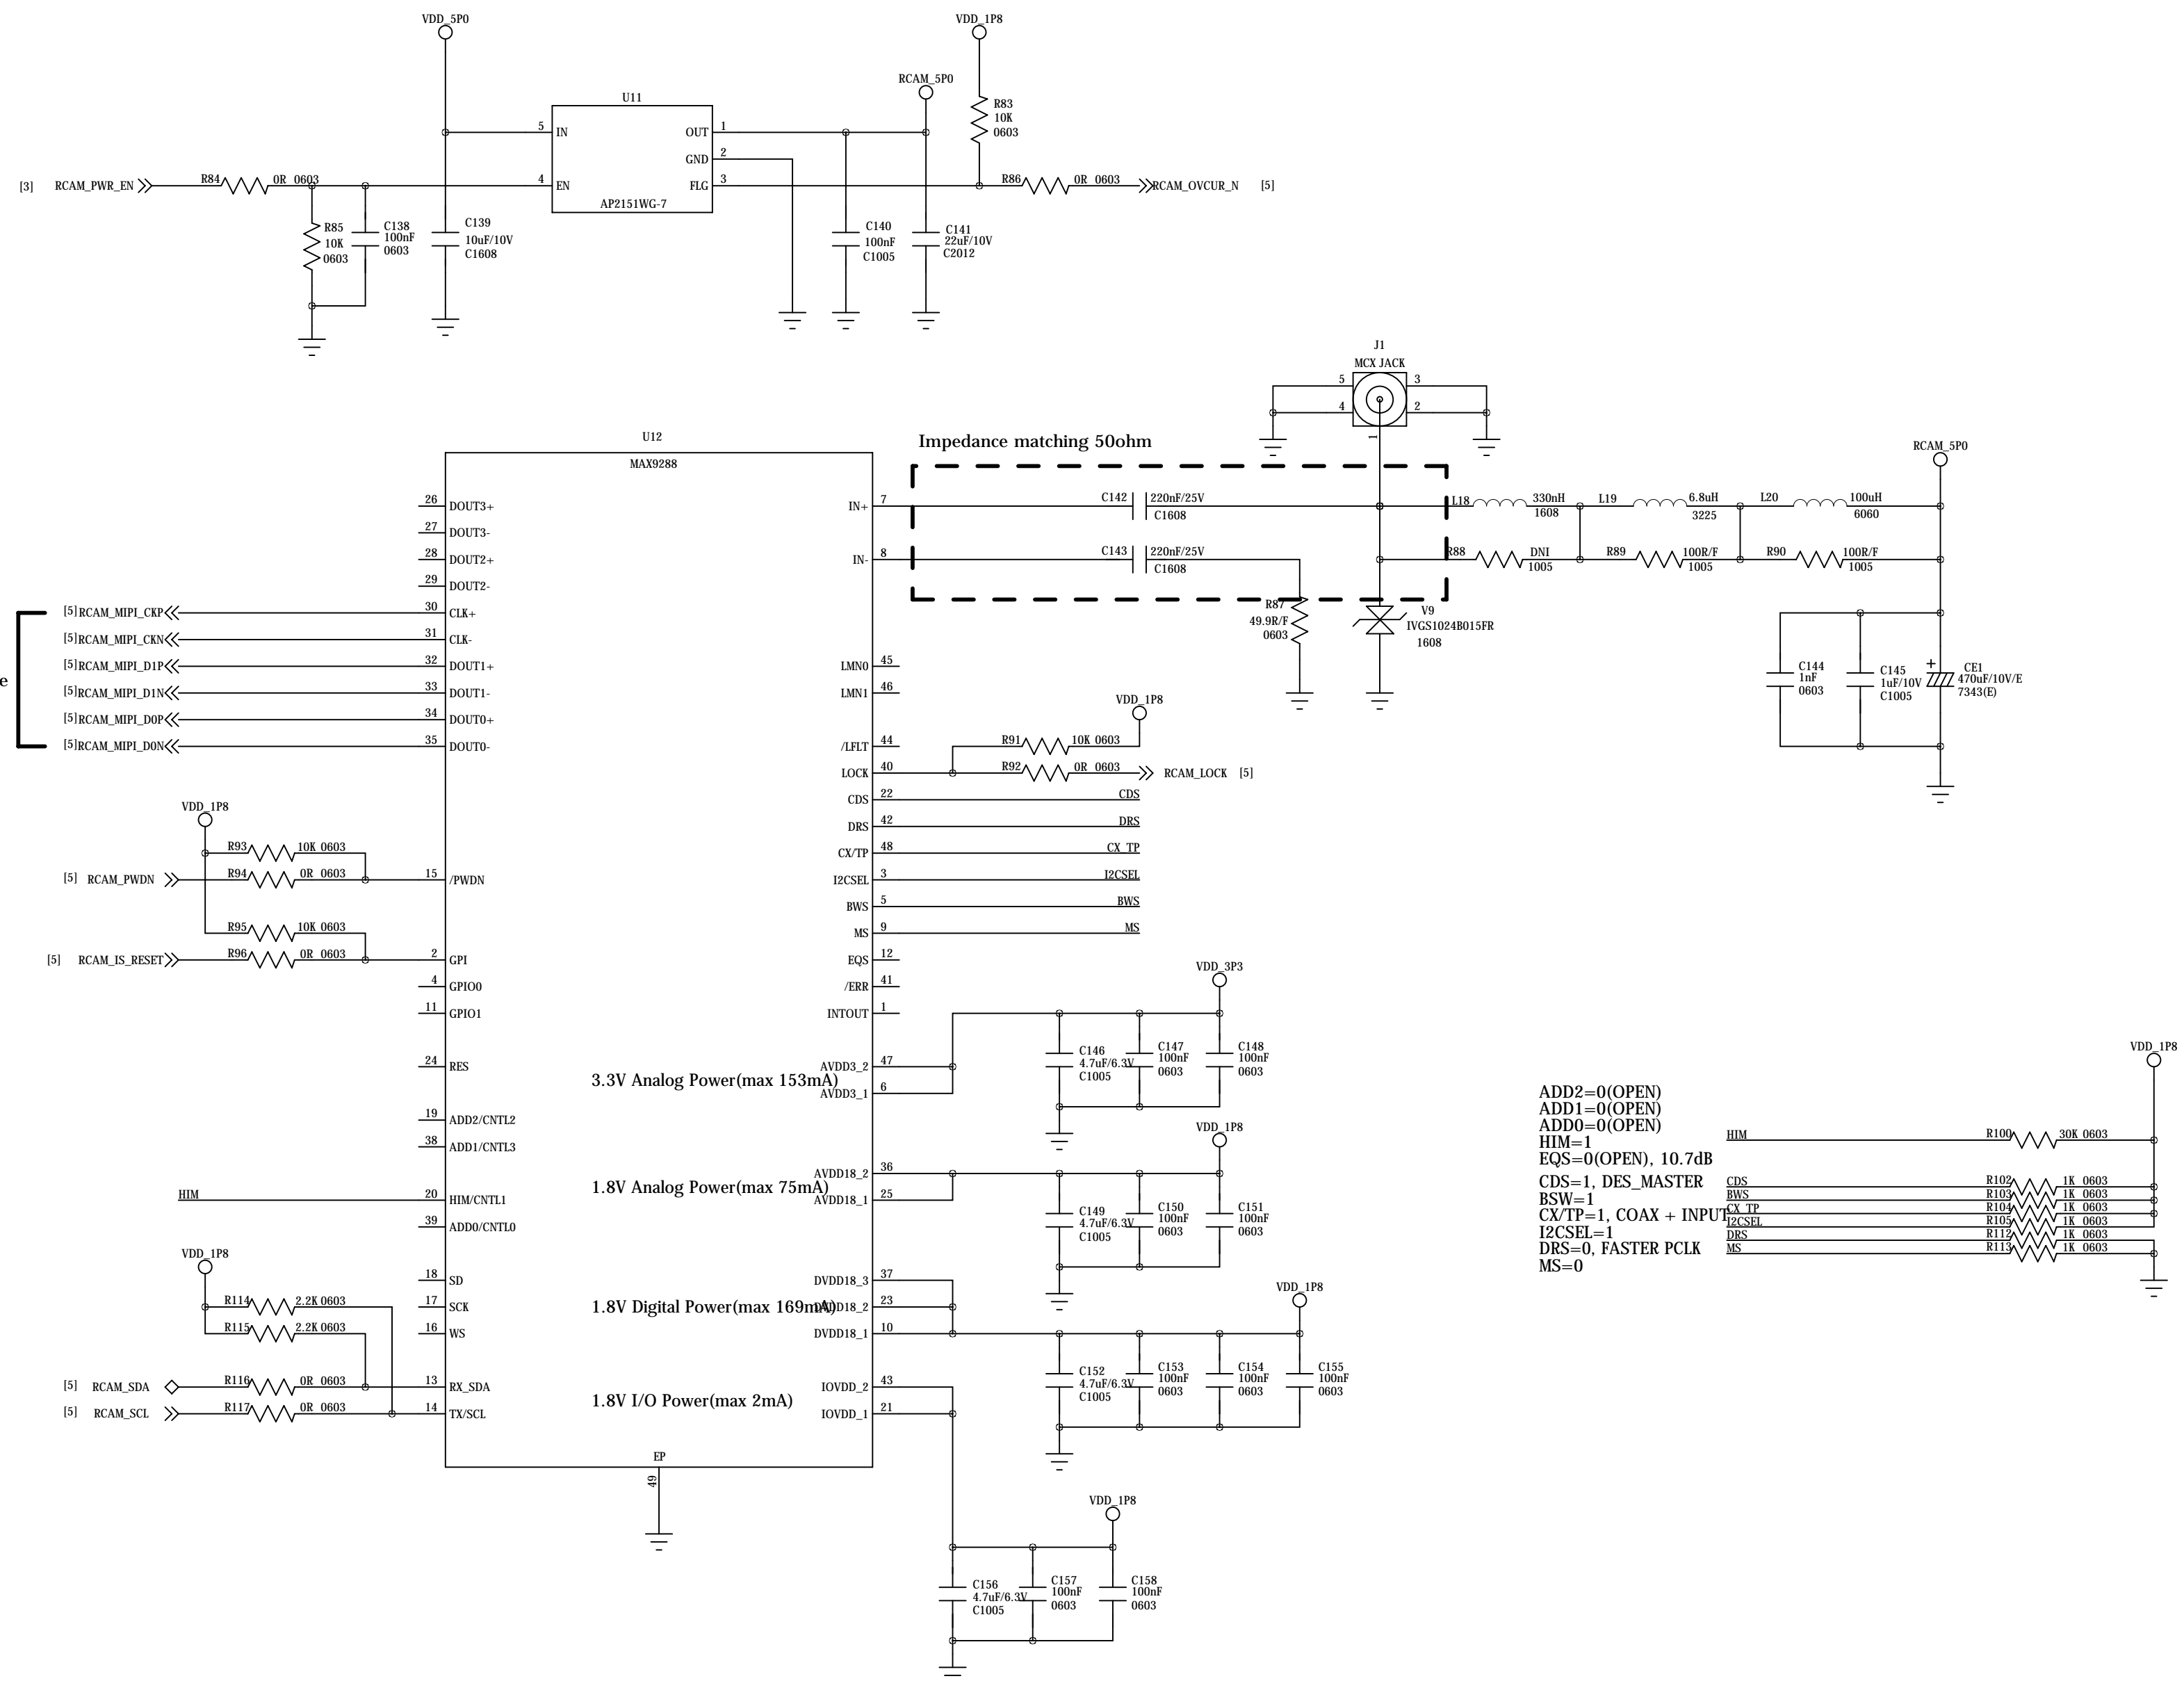 VDD_5P0
VDD_1P8
RCAM_5P0
U11
5 IN
OUT 1
GND 2
4 EN
FLG 3
AP2151WG-7
R83
10K
0603
[3] RCAM_PWR_EN
R84 0R 0603
R86 0R 0603
RCAM_OVCUR_N [5]
R85
10K
0603
C138
100nF
0603
C139
10uF/10V
C1608
C140
100nF
C1005
C141
22uF/10V
C2012
J1
MCX JACK
5
4
3
2
1
U12
MAX9288
Impedance matching 50ohm
RCAM_5P0
26 DOUT3+
27 DOUT3-
28 DOUT2+
29 DOUT2-
30 CLK+
31 CLK-
32 DOUT1+
33 DOUT1-
34 DOUT0+
35 DOUT0-
e
[5]RCAM_MIPI_CKP
[5]RCAM_MIPI_CKN
[5]RCAM_MIPI_D1P
[5]RCAM_MIPI_D1N
[5]RCAM_MIPI_D0P
[5]RCAM_MIPI_D0N
IN+ 7
C142 220nF/25V
C1608
IN- 8
C143 220nF/25V
C1608
L18 330nH
1608
L19 6.8uH
3225
L20 100uH
6060
R88 DNI
1005
R89 100R/F
1005
R90 100R/F
1005
R87
49.9R/F
0603
V9
IVGS1024B015FR
1608
C144
1nF
0603
C145
1uF/10V
C1005
+
CE1
470uF/10V/E
7343(E)
LMN0 45
LMN1 46
VDD_1P8
/LFLT 44
R91 10K 0603
LOCK 40
R92 0R 0603
RCAM_LOCK [5]
CDS 22 CDS
DRS 42 DRS
CX/TP 48 CX_TP
I2CSEL 3 I2CSEL
BWS 5 BWS
MS 9 MS
EQS 12
/ERR 41
INTOUT 1
VDD_1P8
R93 10K 0603
[5] RCAM_PWDN
R94 0R 0603
15 /PWDN
R95 10K 0603
[5] RCAM_IS_RESET
R96 0R 0603
2 GPI
4 GPIO0
11 GPIO1
24 RES
19 ADD2/CNTL2
38 ADD1/CNTL3
HIM
20 HIM/CNTL1
39 ADD0/CNTL0
18 SD
17 SCK
16 WS
13 RX_SDA
14 TX/SCL
VDD_1P8
R114 2.2K 0603
R115 2.2K 0603
[5] RCAM_SDA
R116 0R 0603
[5] RCAM_SCL
R117 0R 0603
EP
49
3.3V Analog Power(max 153mA)
AVDD3_2 47
AVDD3_1 6
VDD_3P3
C146
4.7uF/6.3V
C1005
C147
100nF
0603
C148
100nF
0603
1.8V Analog Power(max 75mA)
AVDD18_2 36
AVDD18_1 25
VDD_1P8
C149
4.7uF/6.3V
C1005
C150
100nF
0603
C151
100nF
0603
1.8V Digital Power(max 169mA)
DVDD18_3 37
DVDD18_2 23
DVDD18_1 10
VDD_1P8
C152
4.7uF/6.3V
C1005
C153
100nF
0603
C154
100nF
0603
C155
100nF
0603
1.8V I/O Power(max 2mA)
IOVDD_2 43
IOVDD_1 21
VDD_1P8
C156
4.7uF/6.3V
C1005
C157
100nF
0603
C158
100nF
0603
VDD_1P8
ADD2=0(OPEN)
ADD1=0(OPEN)
ADD0=0(OPEN)
HIM=1
EQS=0(OPEN), 10.7dB
CDS=1, DES_MASTER
BSW=1
CX/TP=1, COAX + INPUT
I2CSEL=1
DRS=0, FASTER PCLK
MS=0
HIM R100 30K 0603
CDS R102 1K 0603
BWS R103 1K 0603
CX_TP R104 1K 0603
I2CSEL R105 1K 0603
DRS R112 1K 0603
MS R113 1K 0603